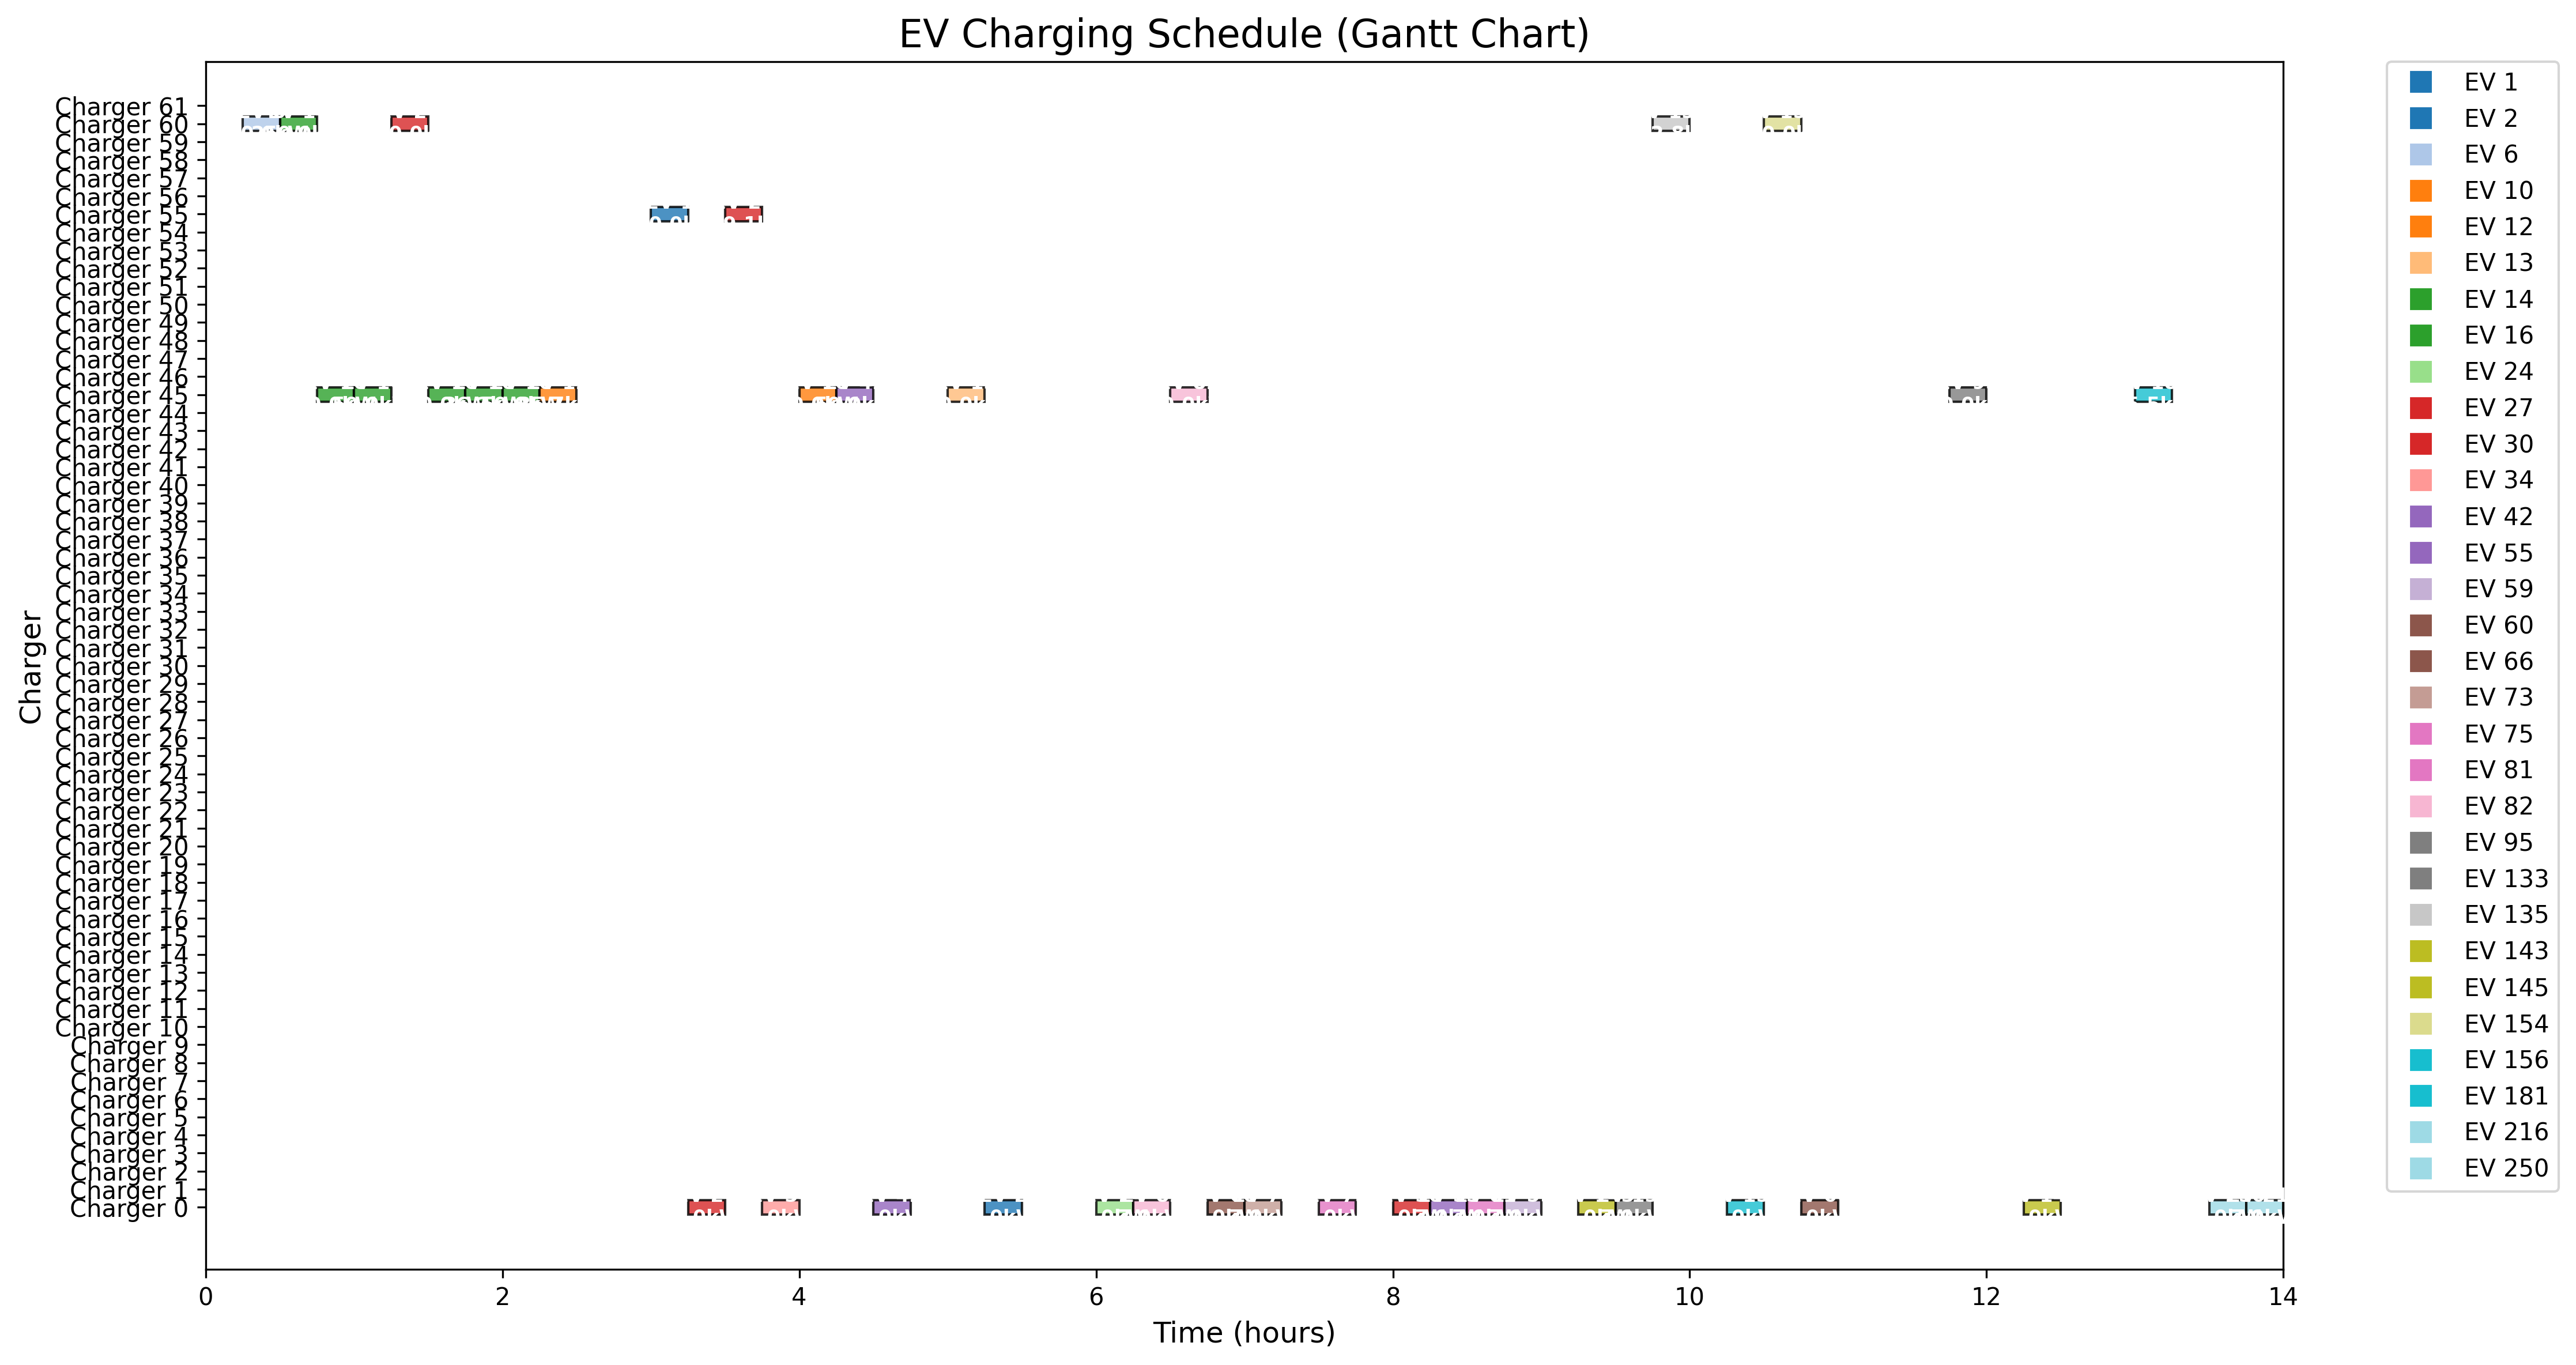 EV Charging Schedule (Gantt Chart)
Charger
Charger 61
Charger 60
Charger 59
Charger 58
Charger 57
Charger 56
Charger 55
Charger 54
Charger 53
Charger 52
Charger 51
Charger 50
Charger 49
Charger 48
Charger 47
Charger 46
Charger 45
Charger 44
Charger 43
Charger 42
Charger 41
Charger 40
Charger 39
Charger 38
Charger 37
Charger 36
Charger 35
Charger 34
Charger 33
Charger 32
Charger 31
Charger 30
Charger 29
Charger 28
Charger 27
Charger 26
Charger 25
Charger 24
Charger 23
Charger 22
Charger 21
Charger 20
Charger 19
Charger 18
Charger 17
Charger 16
Charger 15
Charger 14
Charger 13
Charger 12
Charger 11
Charger 10
Charger 9
Charger 8
Charger 7
Charger 6
Charger 5
Charger 4
Charger 3
Charger 2
Charger 1
Charger 0
0 2 4 6 8 10 12 14
Time (hours)
EV 1
EV 2
EV 6
EV 10
EV 12
EV 13
EV 14
EV 16
EV 24
EV 27
EV 30
EV 34
EV 42
EV 55
EV 59
EV 60
EV 66
EV 73
EV 75
EV 81
EV 82
EV 95
EV 133
EV 135
EV 143
EV 145
EV 154
EV 156
EV 181
EV 216
EV 250